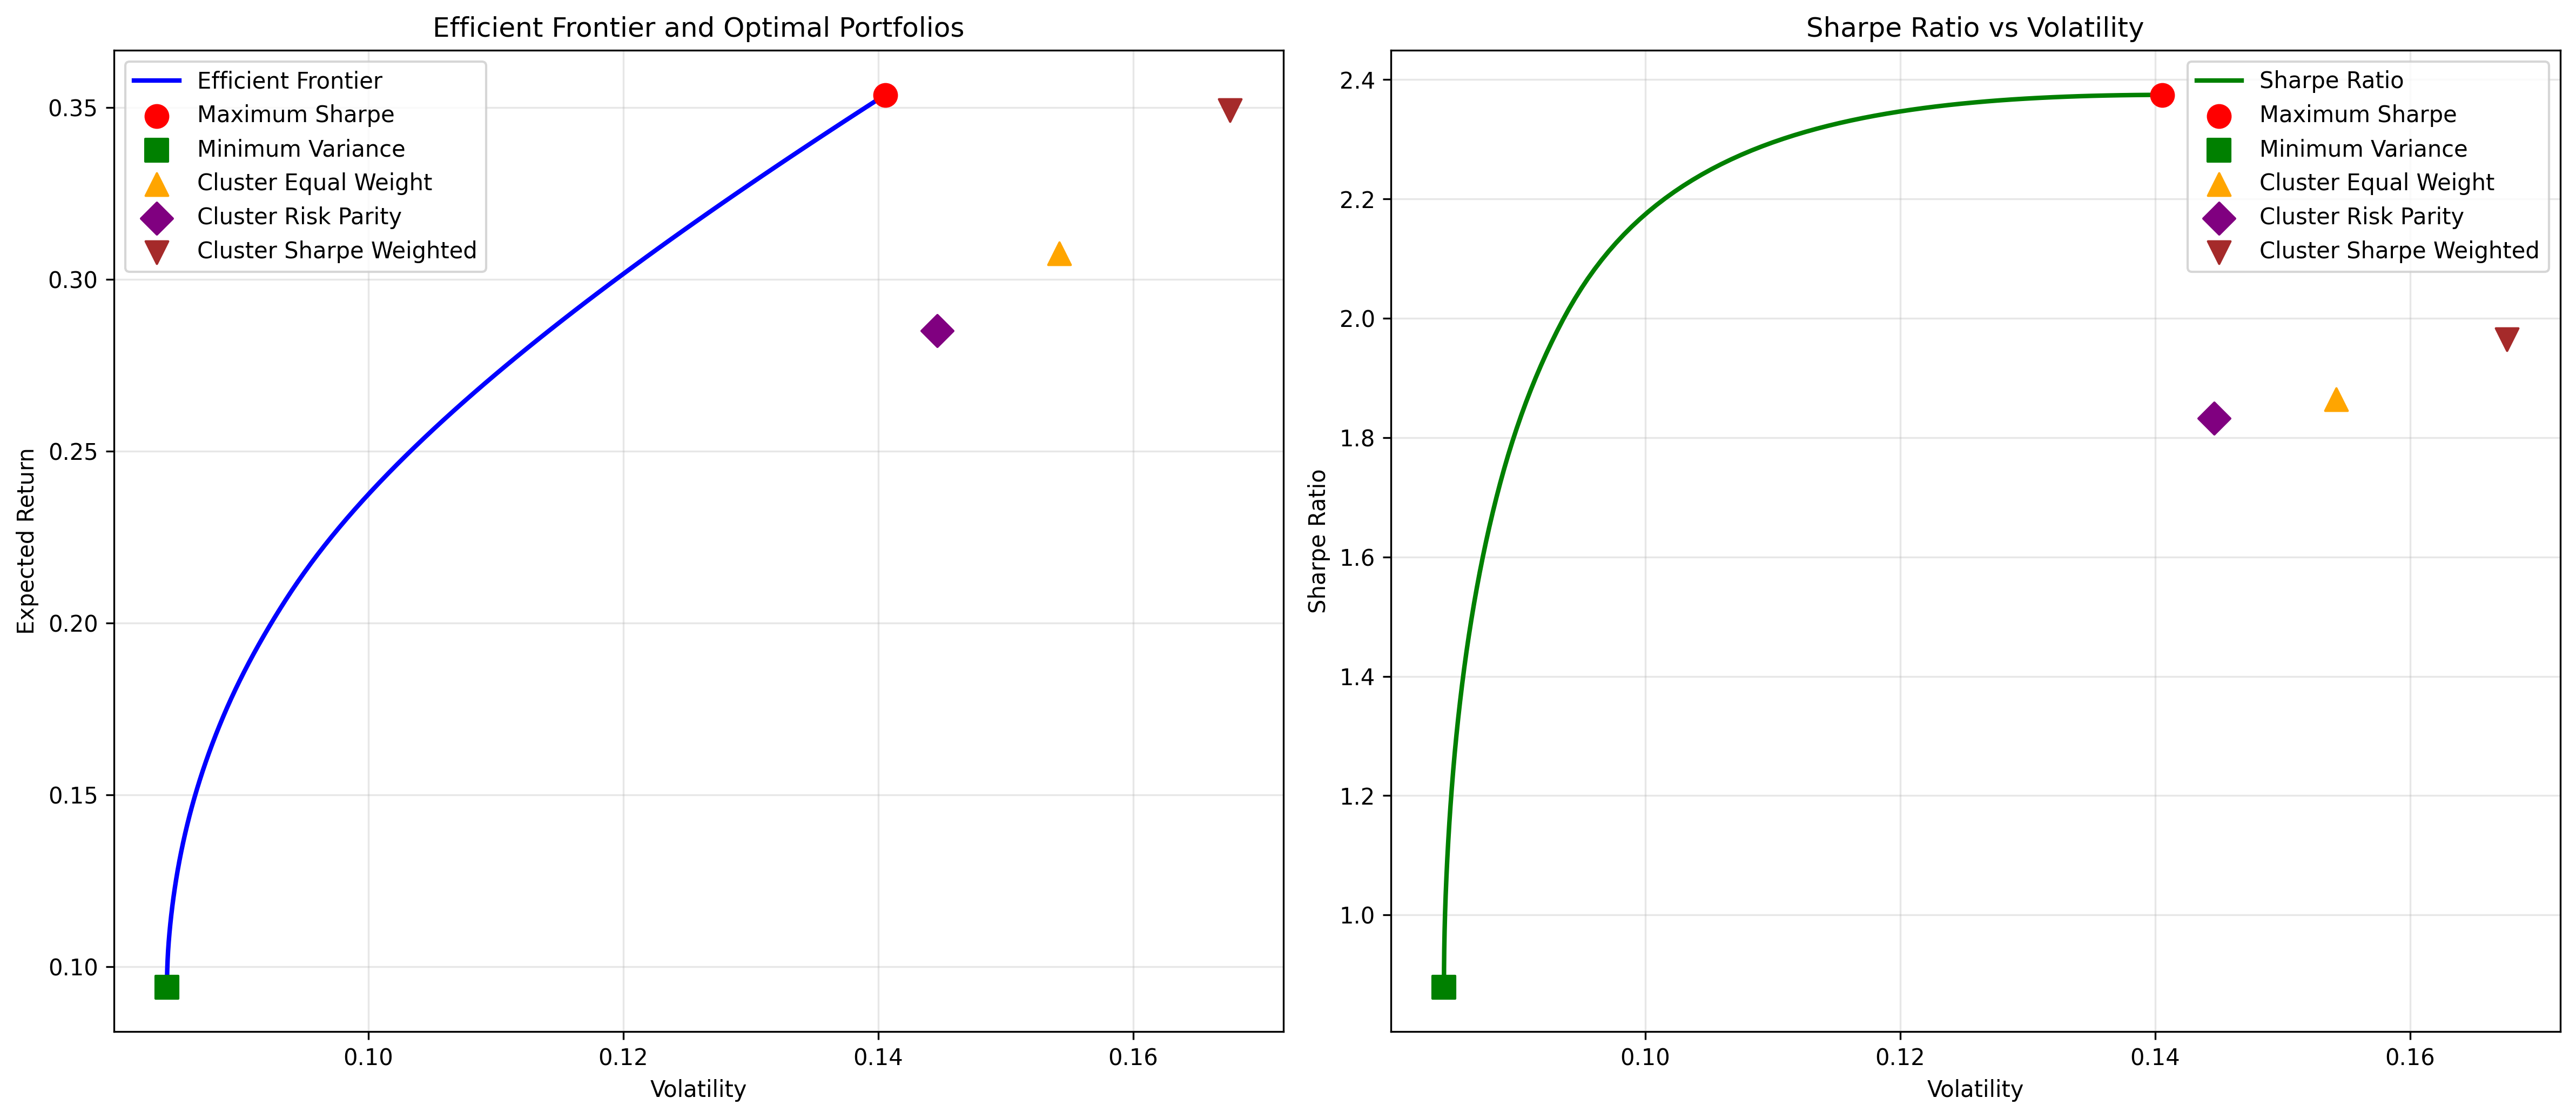 Efficient Frontier and Optimal Portfolios
Efficient Frontier
Maximum Sharpe
Minimum Variance
Cluster Equal Weight
Cluster Risk Parity
Cluster Sharpe Weighted
Expected Return
0.35
0.30
0.25
0.20
0.15
0.10
0.10
0.12
0.14
0.16
Volatility
Sharpe Ratio vs Volatility
Sharpe Ratio
Maximum Sharpe
Minimum Variance
Cluster Equal Weight
Cluster Risk Parity
Cluster Sharpe Weighted
Sharpe Ratio
2.4
2.2
2.0
1.8
1.6
1.4
1.2
1.0
0.10
0.12
0.14
0.16
Volatility